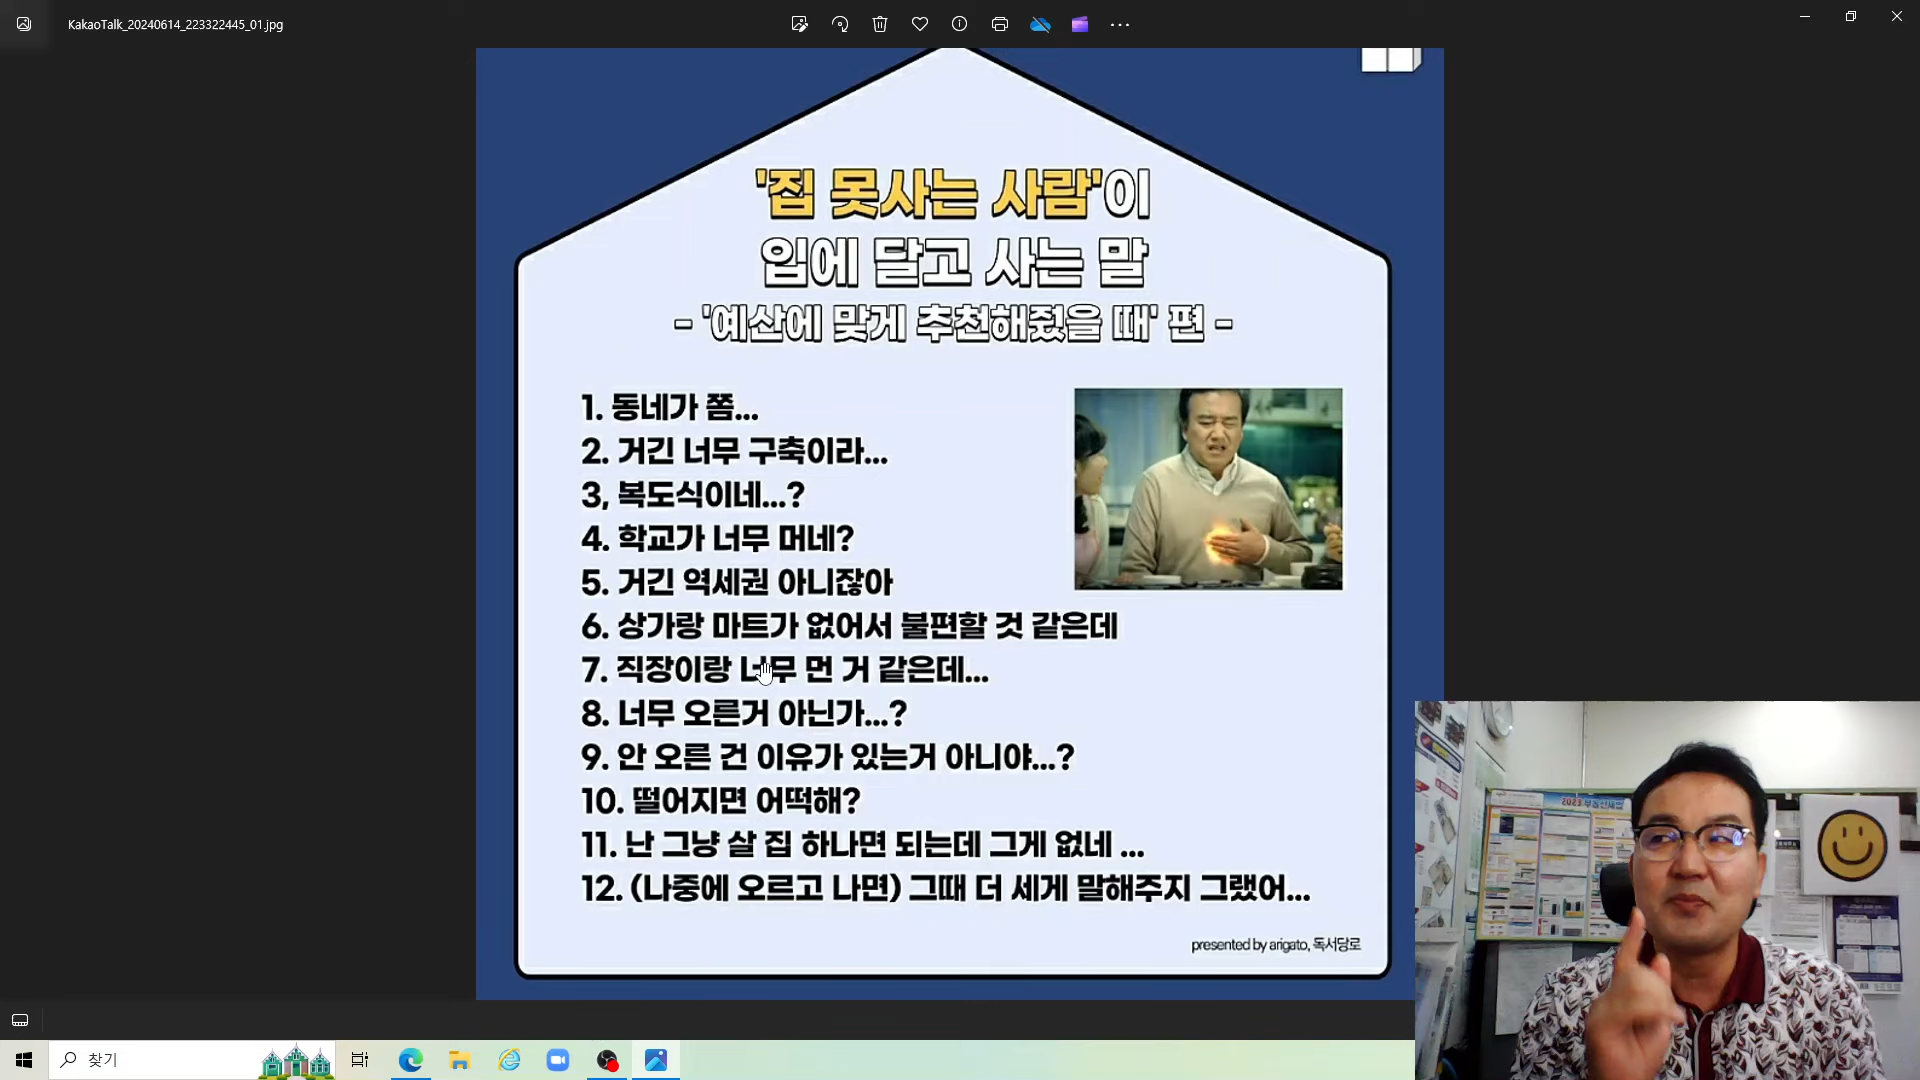 KakaoTalk_20240614_223322445_01.jpg
'집 못사는 사람'이
입에 달고 사는 말
- '예산에 맞게 추천해줬을 때' 편 -
1. 동네가 쫌...
2. 거긴 너무 구축이라...
3, 복도식이네...?
4. 학교가 너무 머네?
5. 거긴 역세권 아니잖아
6. 상가랑 마트가 없어서 불편할 것 같은데
7. 직장이랑 너무 먼 거 같은데...
8. 너무 오른거 아닌가...?
9. 안 오른 건 이유가 있는거 아니야...?
10. 떨어지면 어떡해?
11. 난 그냥 살 집 하나면 되는데 그게 없네 ...
12. (나중에 오르고 나면) 그때 더 세게 말해주지 그랬어...
presented by arigato, 독서당로
2023 부동산세법
찾기